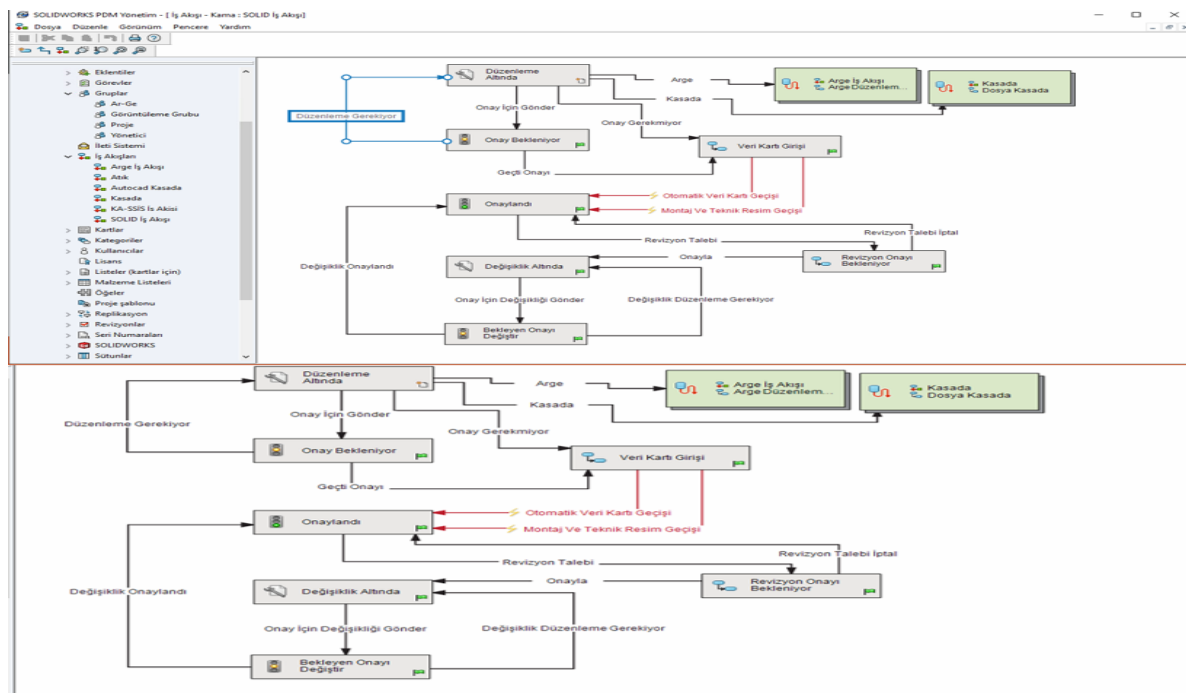 SOLIDWORKS PDM Yönetim - [ İş Akışı - Kama : SOLID İş Akışı]
Dosya Düzenle Görünüm Pencere Yardım
Eklentiler
Görevler
Gruplar
Ar-Ge
Görüntüleme Grubu
Proje
Yönetici
İleti Sistemi
İş Akışları
Arge İş Akışı
Atık
Autocad Kasada
Kasada
KA-SSİS İs Akisi
SOLID İş Akışı
Kartlar
Kategoriler
Kullanıcılar
Lisans
Listeler (kartlar için)
Malzeme Listeleri
Öğeler
Proje şablonu
Replikasyon
Revizyonlar
Seri Numaraları
SOLIDWORKS
Sütunlar
Düzenleme
Altında
Arge
Arge İş Akışı
Arge Düzenlem...
Kasada
Dosya Kasada
Kasada
Onay İçin Gönder
Düzenleme Gerekiyor
Onay Gerekmiyor
Onay Bekleniyor
Veri Kartı Girişi
Geçti Onayı
Otomatik Veri Kartı Geçişi
Onaylandı
Montaj Ve Teknik Resim Geçişi
Revizyon Talebi İptal
Revizyon Talebi
Onayla
Revizyon Onayı
Bekleniyor
Değişiklik Onaylandı
Değişiklik Altında
Onay İçin Değişikliği Gönder
Değişiklik Düzenleme Gerekiyor
Bekleyen Onayı
Değiştir
Düzenleme
Altında
Arge
Arge İş Akışı
Arge Düzenlem...
Kasada
Dosya Kasada
Kasada
Onay İçin Gönder
Düzenleme Gerekiyor
Onay Gerekmiyor
Onay Bekleniyor
Veri Kartı Girişi
Geçti Onayı
Otomatik Veri Kartı Geçişi
Onaylandı
Montaj Ve Teknik Resim Geçişi
Revizyon Talebi İptal
Revizyon Talebi
Onayla
Revizyon Onayı
Bekleniyor
Değişiklik Onaylandı
Değişiklik Altında
Onay İçin Değişikliği Gönder
Değişiklik Düzenleme Gerekiyor
Bekleyen Onayı
Değiştir